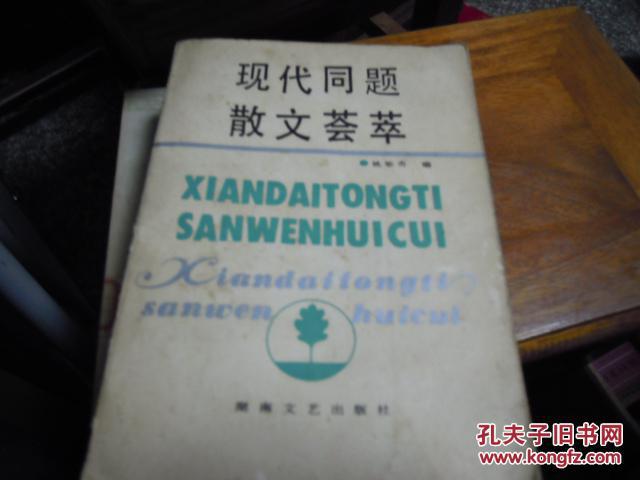 现代同题
散文荟萃
编
XIANDAITONGTI
SANWENHUICUI
Xiandaitongti
sanwen huicui
湖南文艺出版社
孔夫子旧书网
www.kongfz.com